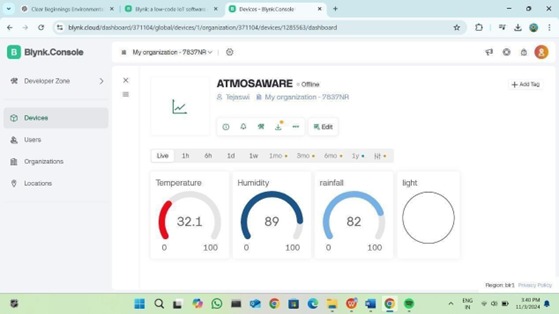 Clear Beginnings Environment
Blynk: a low-code IoT software
Devices - Blynk.Console
blynk.cloud/dashboard/371104/global/devices/1/organization/371104/devices/1285563/dashboard
B Blynk.Console
My organization - 7837NR
Developer Zone
Devices
Users
Organizations
Locations
ATMOSAWARE
Offline
Tejaswi
My organization - 7837NR
Add Tag
Edit
Live 1h 6h 1d 1w 1mo 3mo 6mo 1y
Temperature
32.1
0 100
Humidity
89
0 100
rainfall
82
0 100
light
Region: blr1 Privacy Policy
ENG
IN
3:40 PM
11/3/2024